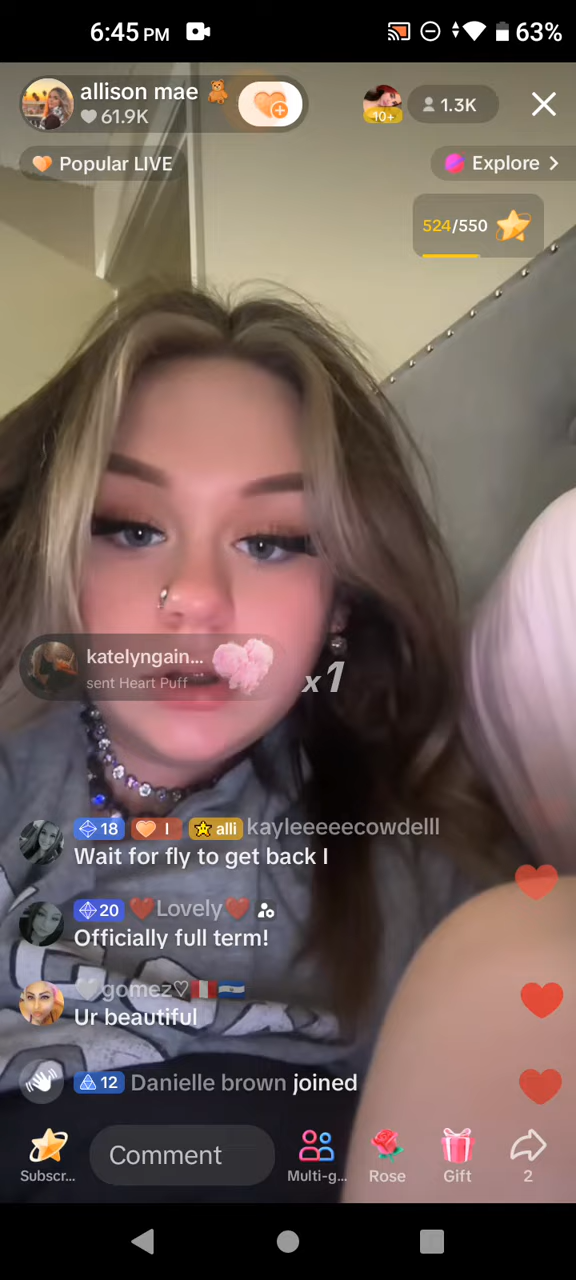 6:45 PM
63%
allison mae 🧸
61.9K
10+
1.3K
Popular LIVE
Explore >
524/550
katelyngain...
sent Heart Puff
x1
18 I alli kayleeeeecowdelll
Wait for fly to get back I
20 ❤️Lovely❤️
Officially full term!
🤍gomez♡🇵🇪🇸🇻
Ur beautiful
12 Danielle brown joined
Comment
Subscr...
Multi-g...
Rose
Gift
2